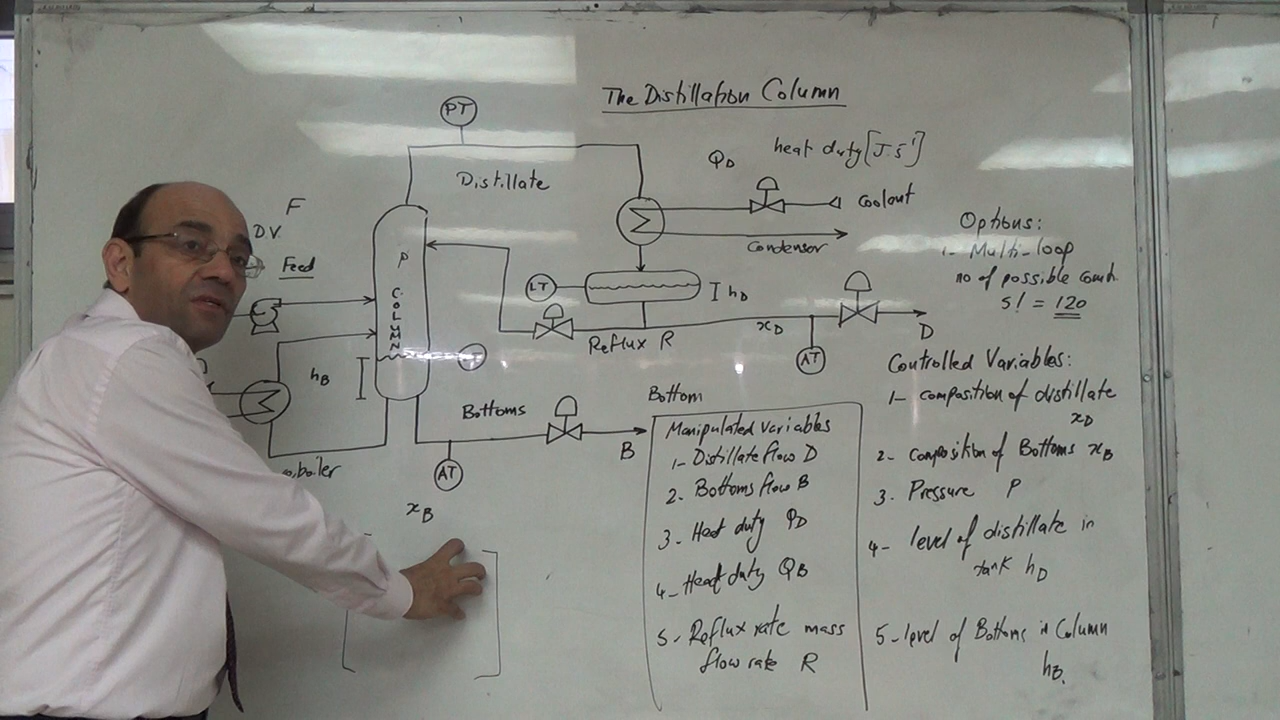 The Distillation Column
PT
Distillate
QD
heat duty [J.s⁻¹]
Coolant
Condensor
F
DV.
Feed
P
COLUMN
LT
hD
Reflux R
xD
AT
D
hB
Bottoms
B
AT
xB
Options:
1- Multi-loop
no of possible comb.
5! = 120
Bottom
Manipulated Variables
1- Distillate flow D
2- Bottoms flow B
3- Heat duty QD
4- Heat duty QB
5- Reflux rate mass
flow rate R
Controlled Variables:
1- composition of distillate
xD
2- composition of Bottoms xB
3. Pressure P
4- level of distillate in
tank hD
5- level of Bottoms in Column
hB.